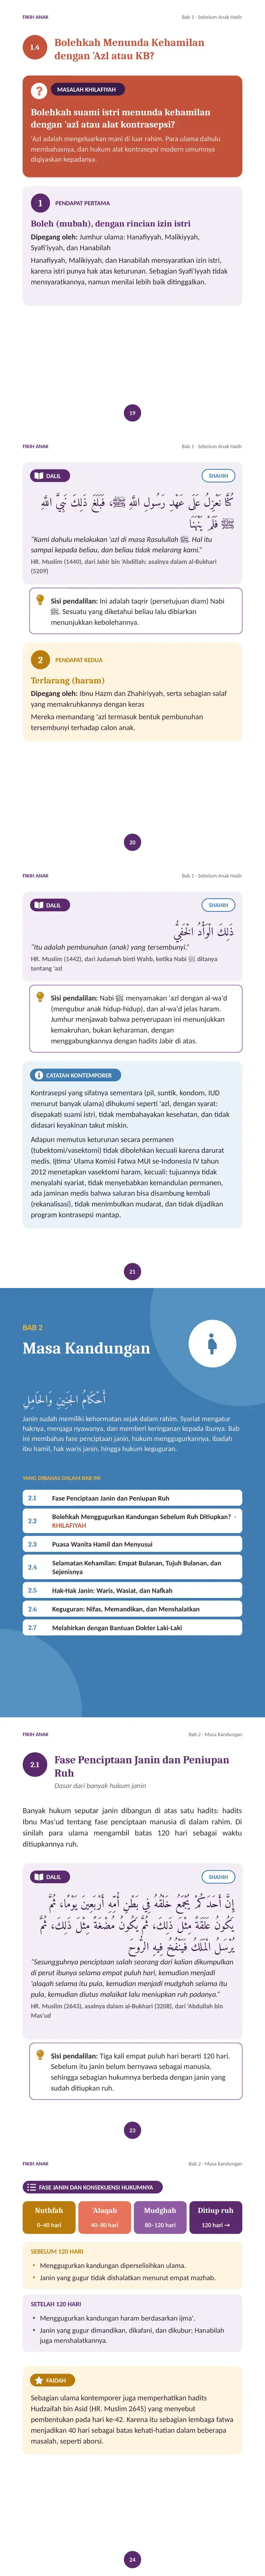 FIKIH ANAK
Bab 1 - Sebelum Anak Hadir
1.4
Bolehkah Menunda Kehamilan
dengan 'Azl atau KB?
MASALAH KHILAFIYAH
Bolehkah suami istri menunda kehamilan
dengan 'azl atau alat kontrasepsi?
'Azl adalah mengeluarkan mani di luar rahim. Para ulama dahulu
membahasnya, dan hukum alat kontrasepsi modern umumnya
diqiyaskan kepadanya.
1
PENDAPAT PERTAMA
Boleh (mubah), dengan rincian izin istri
Dipegang oleh: Jumhur ulama: Hanafiyyah, Malikiyyah,
Syafi'iyyah, dan Hanabilah
Hanafiyyah, Malikiyyah, dan Hanabilah mensyaratkan izin istri,
karena istri punya hak atas keturunan. Sebagian Syafi'iyyah tidak
mensyaratkannya, namun menilai lebih baik ditinggalkan.
19
FIKIH ANAK
Bab 1 - Sebelum Anak Hadir
DALIL
SHAHIH
كُنَّا نَعْزِلُ عَلَى عَهْدِ رَسُولِ اللَّهِ ﷺ، فَبَلَغَ ذَلِكَ نَبِيَّ اللَّهِ
ﷺ فَلَمْ يَنْهَنَا
"Kami dahulu melakukan 'azl di masa Rasulullah ﷺ. Hal itu
sampai kepada beliau, dan beliau tidak melarang kami."
HR. Muslim (1440), dari Jabir bin 'Abdillah; asalnya dalam al-Bukhari
(5209)
Sisi pendalilan: Ini adalah taqrir (persetujuan diam) Nabi
ﷺ. Sesuatu yang diketahui beliau lalu dibiarkan
menunjukkan kebolehannya.
2
PENDAPAT KEDUA
Terlarang (haram)
Dipegang oleh: Ibnu Hazm dan Zhahiriyyah, serta sebagian salaf
yang memakruhkannya dengan keras
Mereka memandang 'azl termasuk bentuk pembunuhan
tersembunyi terhadap calon anak.
20
FIKIH ANAK
Bab 1 - Sebelum Anak Hadir
DALIL
SHAHIH
ذَلِكَ الْوَأْدُ الْخَفِيُّ
"Itu adalah pembunuhan (anak) yang tersembunyi."
HR. Muslim (1442), dari Judamah binti Wahb, ketika Nabi ﷺ ditanya
tentang 'azl
Sisi pendalilan: Nabi ﷺ menyamakan 'azl dengan al-wa'd
(mengubur anak hidup-hidup), dan al-wa'd jelas haram.
Jumhur menjawab bahwa penyerupaan ini menunjukkan
kemakruhan, bukan keharaman, dengan
menggabungkannya dengan hadits Jabir di atas.
CATATAN KONTEMPORER
Kontrasepsi yang sifatnya sementara (pil, suntik, kondom, IUD
menurut banyak ulama) dihukumi seperti 'azl, dengan syarat:
disepakati suami istri, tidak membahayakan kesehatan, dan tidak
didasari keyakinan takut miskin.
Adapun memutus keturunan secara permanen
(tubektomi/vasektomi) tidak dibolehkan kecuali karena darurat
medis. Ijtima' Ulama Komisi Fatwa MUI se-Indonesia IV tahun
2012 menetapkan vasektomi haram, kecuali: tujuannya tidak
menyalahi syariat, tidak menyebabkan kemandulan permanen,
ada jaminan medis bahwa saluran bisa disambung kembali
(rekanalisasi), tidak menimbulkan mudarat, dan tidak dijadikan
program kontrasepsi mantap.
21
BAB 2
Masa Kandungan
أَحْكَامُ الْجَنِينِ وَالْحَامِلِ
Janin sudah memiliki kehormatan sejak dalam rahim. Syariat mengatur
haknya, menjaga nyawanya, dan memberi keringanan kepada ibunya. Bab
ini membahas fase penciptaan janin, hukum menggugurkannya, ibadah
ibu hamil, hak waris janin, hingga hukum keguguran.
YANG DIBAHAS DALAM BAB INI
2.1 Fase Penciptaan Janin dan Peniupan Ruh
2.2 Bolehkah Menggugurkan Kandungan Sebelum Ruh Ditiupkan? ·
KHILAFIYAH
2.3 Puasa Wanita Hamil dan Menyusui
2.4 Selamatan Kehamilan: Empat Bulanan, Tujuh Bulanan, dan
Sejenisnya
2.5 Hak-Hak Janin: Waris, Wasiat, dan Nafkah
2.6 Keguguran: Nifas, Memandikan, dan Menshalatkan
2.7 Melahirkan dengan Bantuan Dokter Laki-Laki
FIKIH ANAK
Bab 2 - Masa Kandungan
2.1
Fase Penciptaan Janin dan Peniupan
Ruh
Dasar dari banyak hukum janin
Banyak hukum seputar janin dibangun di atas satu hadits: hadits
Ibnu Mas'ud tentang fase penciptaan manusia di dalam rahim. Di
sinilah para ulama mengambil batas 120 hari sebagai waktu
ditiupkannya ruh.
DALIL
SHAHIH
إِنَّ أَحَدَكُمْ يُجْمَعُ خَلْقُهُ فِي بَطْنِ أُمِّهِ أَرْبَعِينَ يَوْمًا، ثُمَّ
يَكُونُ عَلَقَةً مِثْلَ ذَلِكَ، ثُمَّ يَكُونُ مُضْغَةً مِثْلَ ذَلِكَ، ثُمَّ
يُرْسَلُ الْمَلَكُ فَيَنْفُخُ فِيهِ الرُّوحَ
"Sesungguhnya penciptaan salah seorang dari kalian dikumpulkan
di perut ibunya selama empat puluh hari, kemudian menjadi
'alaqah selama itu pula, kemudian menjadi mudghah selama itu
pula, kemudian diutus malaikat lalu meniupkan ruh padanya."
HR. Muslim (2643), asalnya dalam al-Bukhari (3208), dari 'Abdullah bin
Mas'ud
Sisi pendalilan: Tiga kali empat puluh hari berarti 120 hari.
Sebelum itu janin belum bernyawa sebagai manusia,
sehingga sebagian hukumnya berbeda dengan janin yang
sudah ditiupkan ruh.
23
FIKIH ANAK
Bab 2 - Masa Kandungan
FASE JANIN DAN KONSEKUENSI HUKUMNYA
Nuthfah
0–40 hari
'Alaqah
40–80 hari
Mudghah
80–120 hari
Ditiup ruh
120 hari →
SEBELUM 120 HARI
• Menggugurkan kandungan diperselisihkan ulama.
• Janin yang gugur tidak dishalatkan menurut empat mazhab.
SETELAH 120 HARI
• Menggugurkan kandungan haram berdasarkan ijma'.
• Janin yang gugur dimandikan, dikafani, dan dikubur; Hanabilah
juga menshalatkannya.
FAIDAH
Sebagian ulama kontemporer juga memperhatikan hadits
Hudzaifah bin Asid (HR. Muslim 2645) yang menyebut
pembentukan pada hari ke-42. Karena itu sebagian lembaga fatwa
menjadikan 40 hari sebagai batas kehati-hatian dalam beberapa
masalah, seperti aborsi.
24